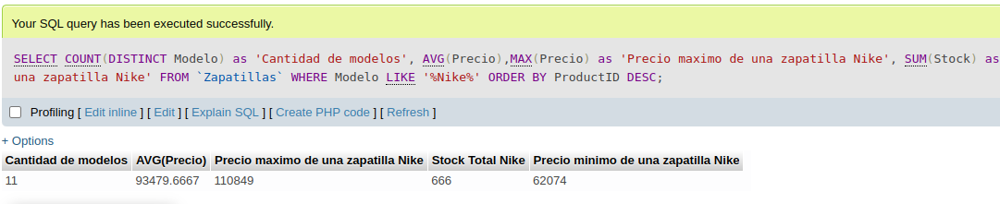 Your SQL query has been executed successfully.
SELECT COUNT(DISTINCT Modelo) as 'Cantidad de modelos', AVG(Precio),MAX(Precio) as 'Precio maximo de una zapatilla Nike', SUM(Stock) as
una zapatilla Nike' FROM `Zapatillas` WHERE Modelo LIKE '%Nike%' ORDER BY ProductID DESC;
Profiling [ Edit inline ] [ Edit ] [ Explain SQL ] [ Create PHP code ] [ Refresh ]
+ Options
Cantidad de modelos AVG(Precio) Precio maximo de una zapatilla Nike Stock Total Nike Precio minimo de una zapatilla Nike
11 93479.6667 110849 666 62074